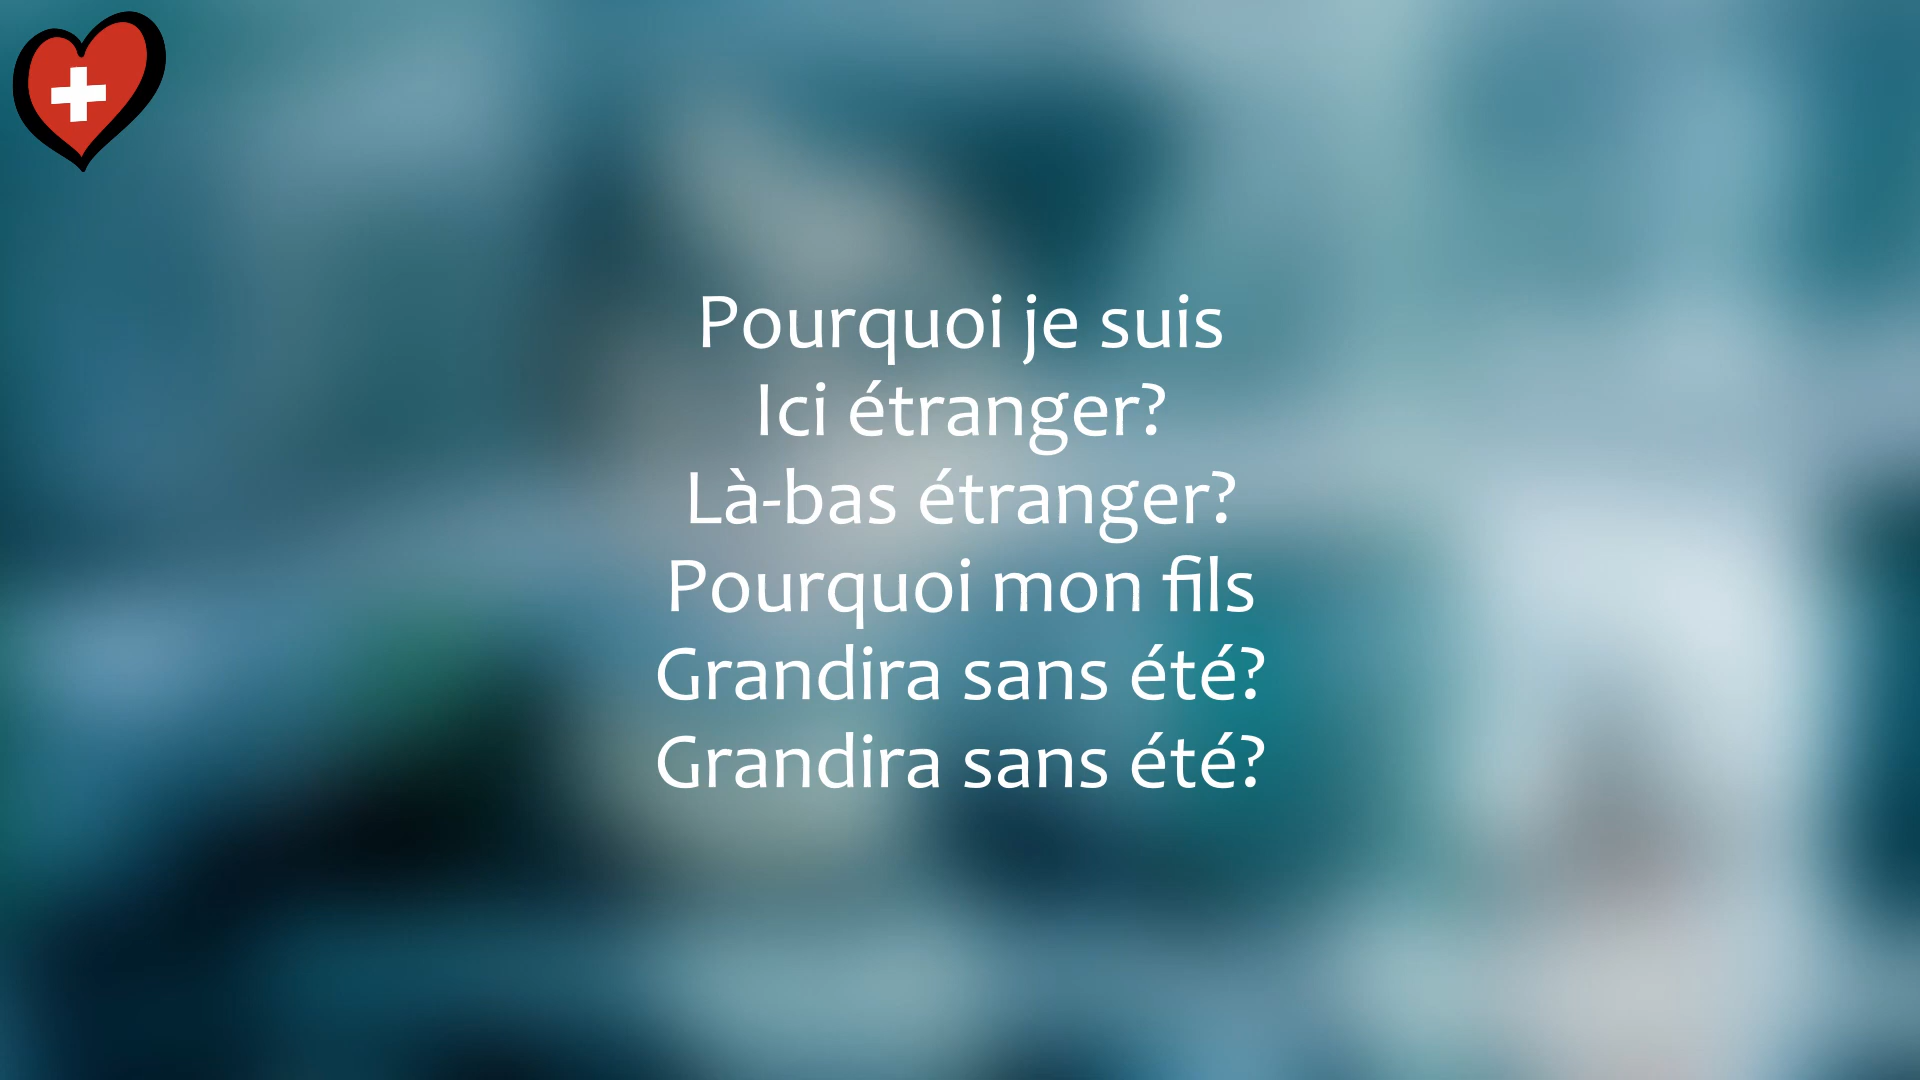 Pourquoi je suis
Ici étranger?
Là-bas étranger?
Pourquoi mon fils
Grandira sans été?
Grandira sans été?